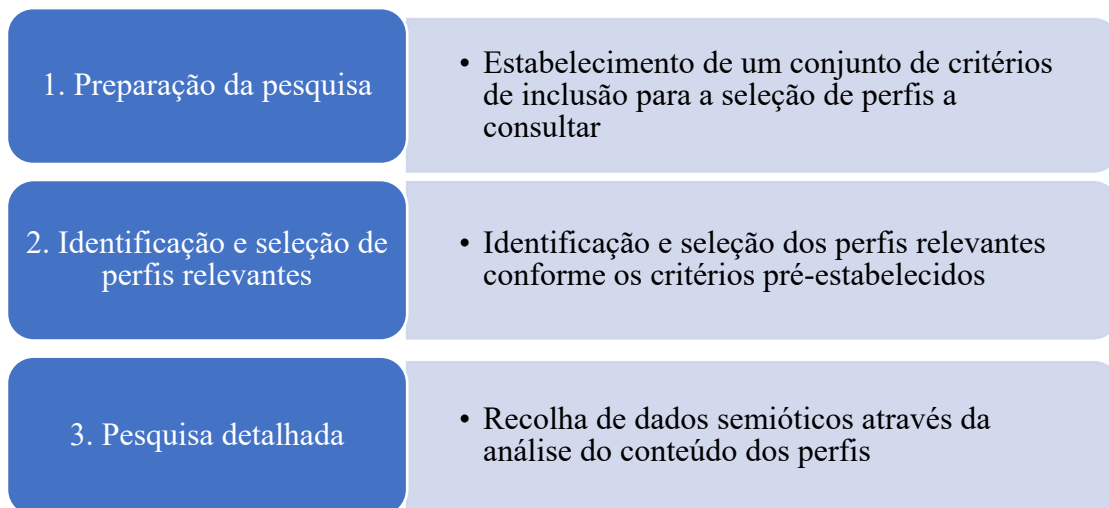 1. Preparação da pesquisa
• Estabelecimento de um conjunto de critérios
de inclusão para a seleção de perfis a
consultar
2. Identificação e seleção de
perfis relevantes
• Identificação e seleção dos perfis relevantes
conforme os critérios pré-estabelecidos
3. Pesquisa detalhada
• Recolha de dados semióticos através da
análise do conteúdo dos perfis